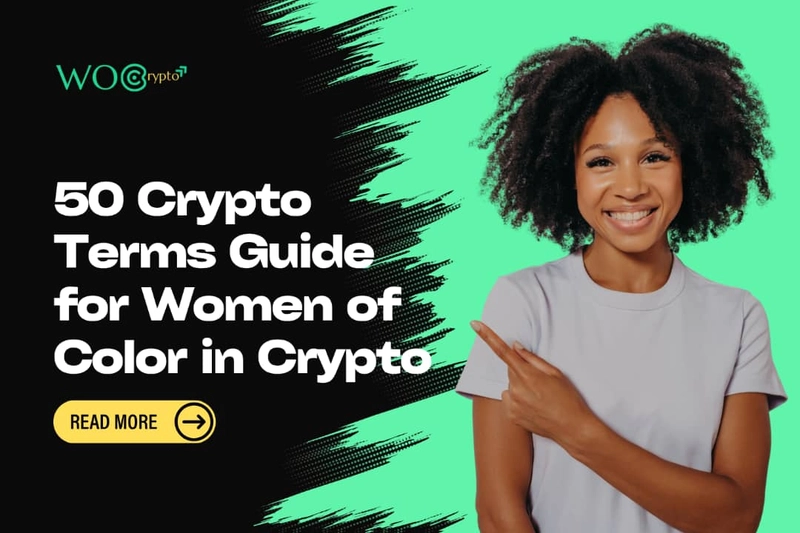 WOCrypto
50 Crypto
Terms Guide
for Women of
Color in Crypto
READ MORE